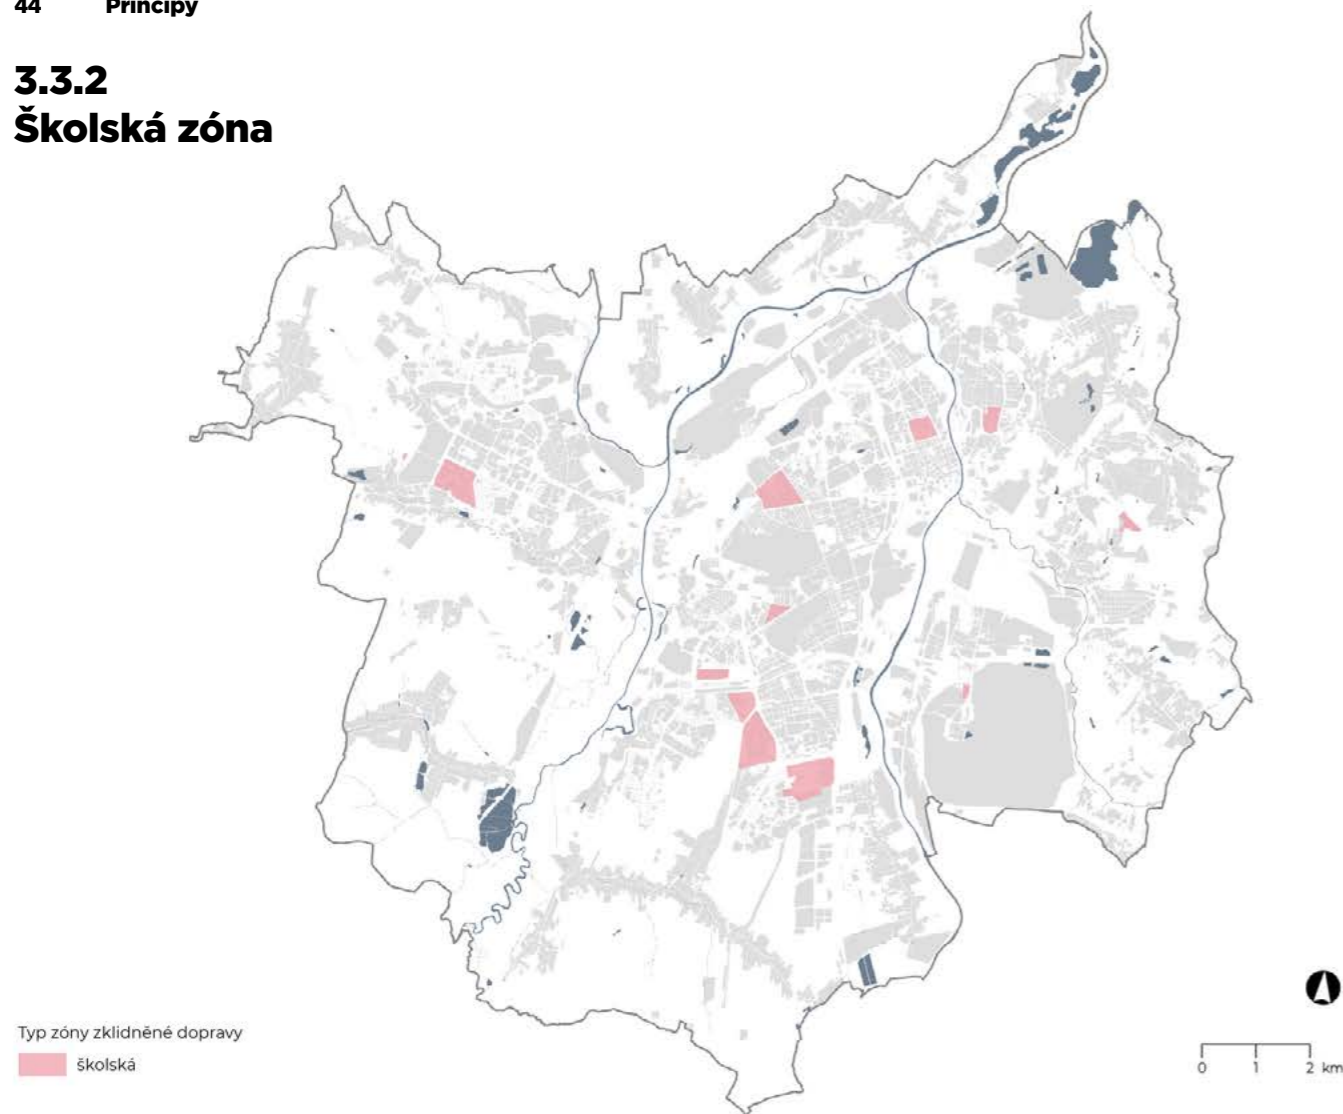 44 Principy
3.3.2
Školská zóna
Typ zóny zklidněné dopravy
školská
0 1 2 km